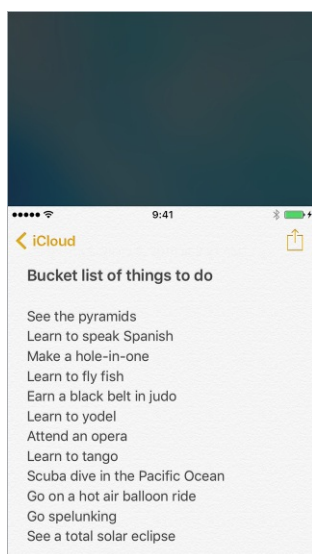 9:41
iCloud
Bucket list of things to do
See the pyramids
Learn to speak Spanish
Make a hole-in-one
Learn to fly fish
Earn a black belt in judo
Learn to yodel
Attend an opera
Learn to tango
Scuba dive in the Pacific Ocean
Go on a hot air balloon ride
Go spelunking
See a total solar eclipse